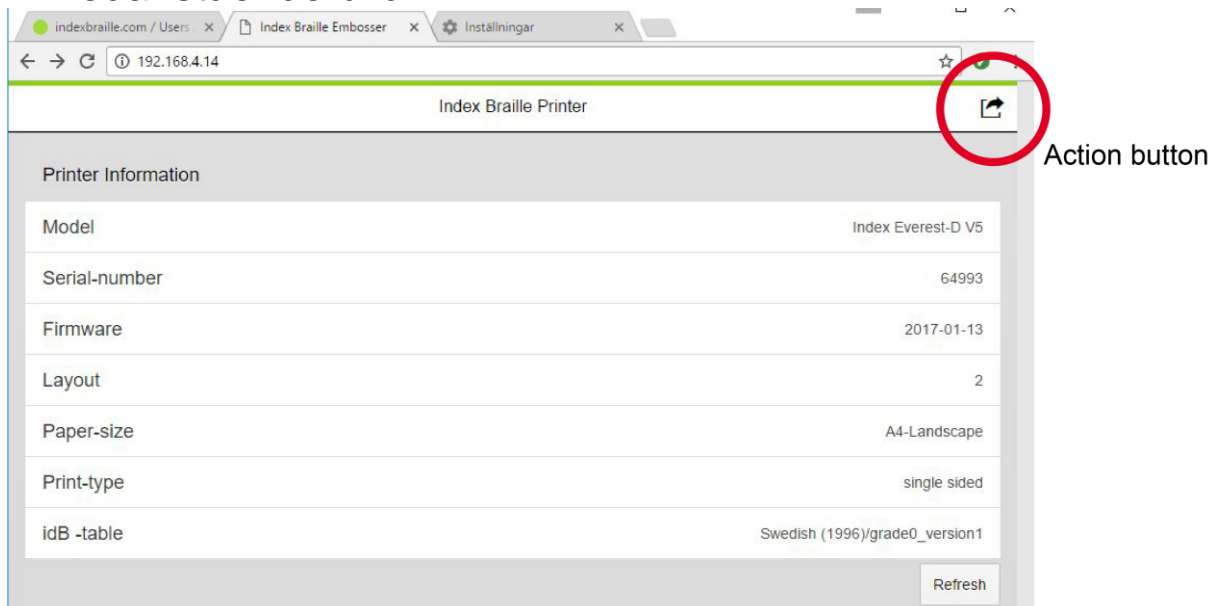 indexbraille.com / Users Index Braille Embosser Inställningar
192.168.4.14
Index Braille Printer
Action button
Printer Information
Model Index Everest-D V5
Serial-number 64993
Firmware 2017-01-13
Layout 2
Paper-size A4-Landscape
Print-type single sided
idB -table Swedish (1996)/grade0_version1
Refresh